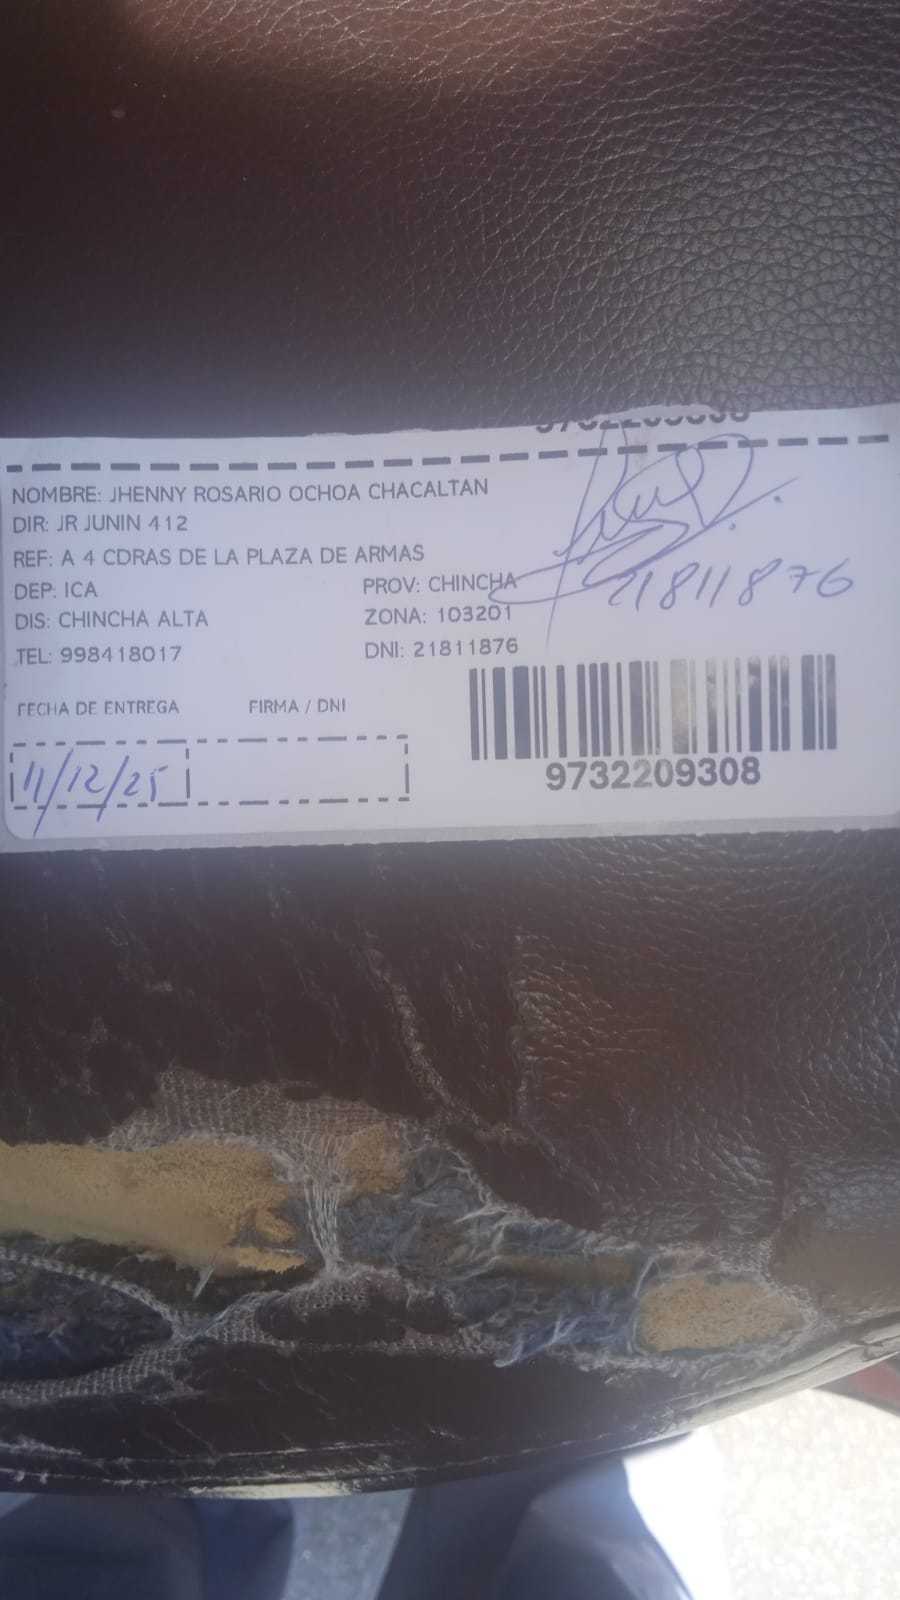 NOMBRE: JHENNY ROSARIO OCHOA CHACALTAN
DIR: JR JUNIN 412
REF: A 4 CDRAS DE LA PLAZA DE ARMAS
DEP: ICA PROV: CHINCHA
21811876
DIS: CHINCHA ALTA ZONA: 103201
TEL: 998418017 DNI: 21811876
FECHA DE ENTREGA FIRMA / DNI
11/12/25
9732209308